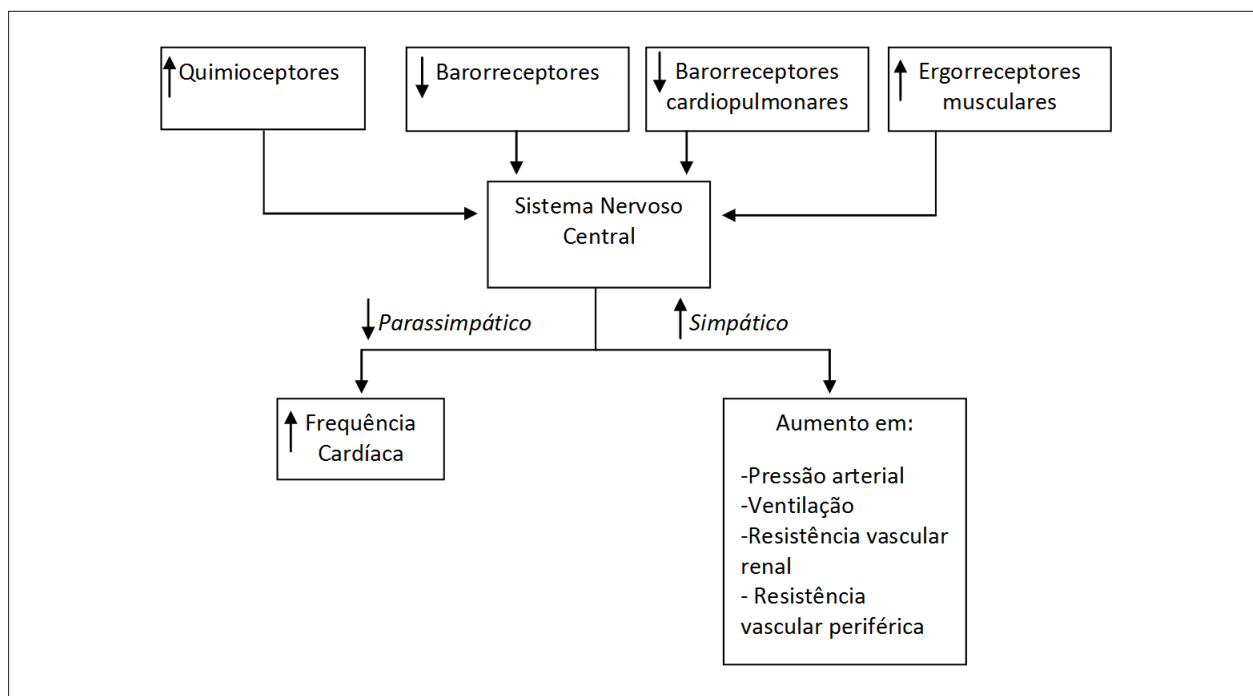 Quimioceptores
Barorreceptores
Barorreceptores
cardiopulmonares
Ergorreceptores
musculares
Sistema Nervoso
Central
Parassimpático
Simpático
Frequência
Cardíaca
Aumento em:
-Pressão arterial
-Ventilação
-Resistência vascular
renal
- Resistência
vascular periférica